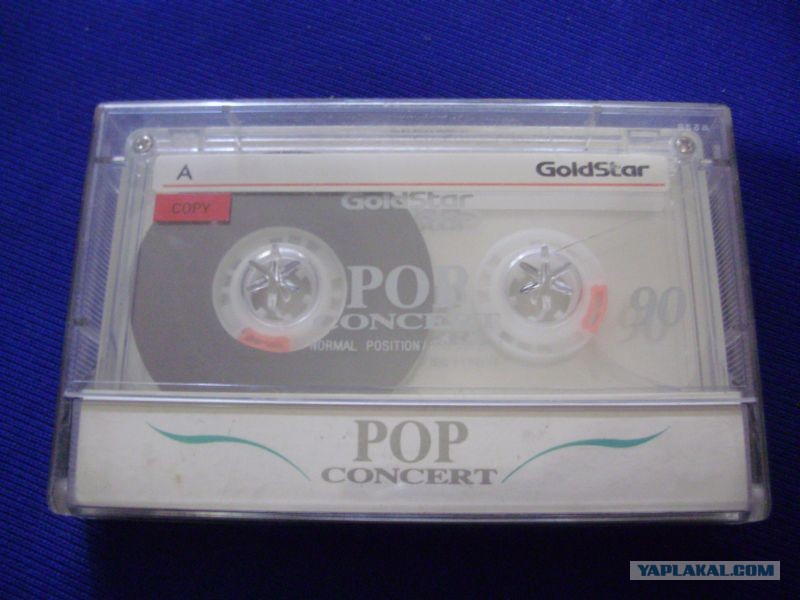 A GoldStar
COPY
GoldStar
POP
90
CONCERT
NORMAL POSITION
POP
CONCERT
YAPLAKAL.COM